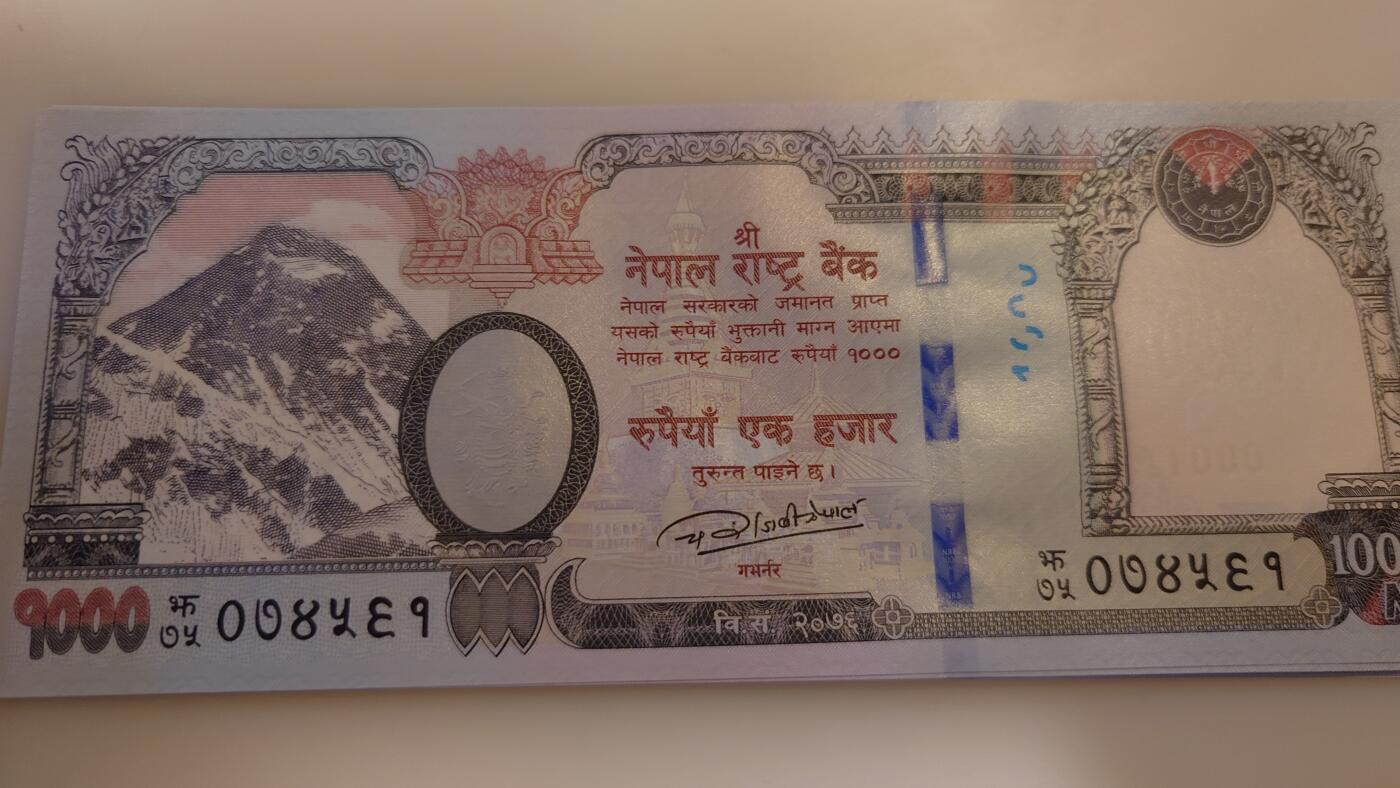 श्री
नेपाल राष्ट्र बैंक
नेपाल सरकारको जमानत प्राप्त
यसको रुपैयाँ भुक्तानी माग्न आएमा
नेपाल राष्ट्र बैंकबाट रुपैयाँ १०००
रुपैयाँ एक हजार
तुरुन्त पाइने छ।
गभर्नर
वि.सं. २०७६
१००० झ ७५ ०७४५६१
झ ७५ ०७४५६१
100